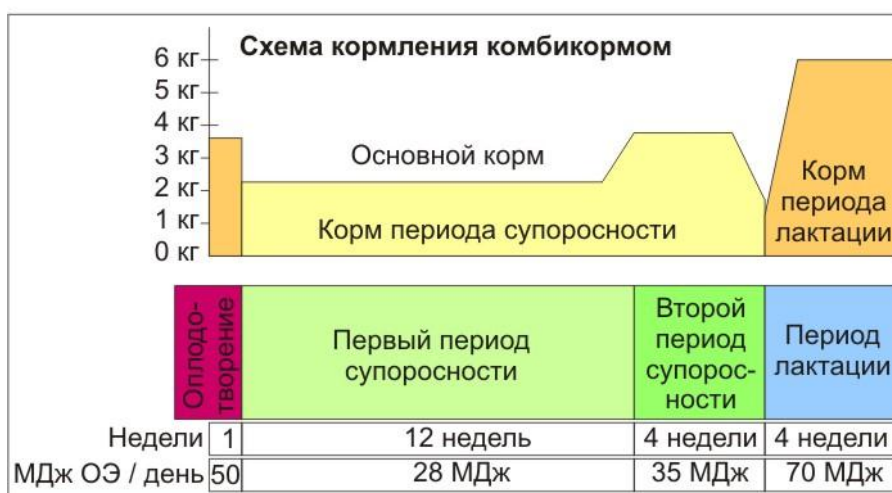 Схема кормления комбикормом
6 кг
5 кг
4 кг
3 кг
2 кг
1 кг
0 кг
Основной корм
Корм периода супоросности
Корм
периода
лактации
Оплодо-
творение
Первый период
супоросности
Второй
период
супорос-
ности
Период
лактации
Недели 1 12 недель 4 недели 4 недели
МДж ОЭ / день 50 28 МДж 35 МДж 70 МДж